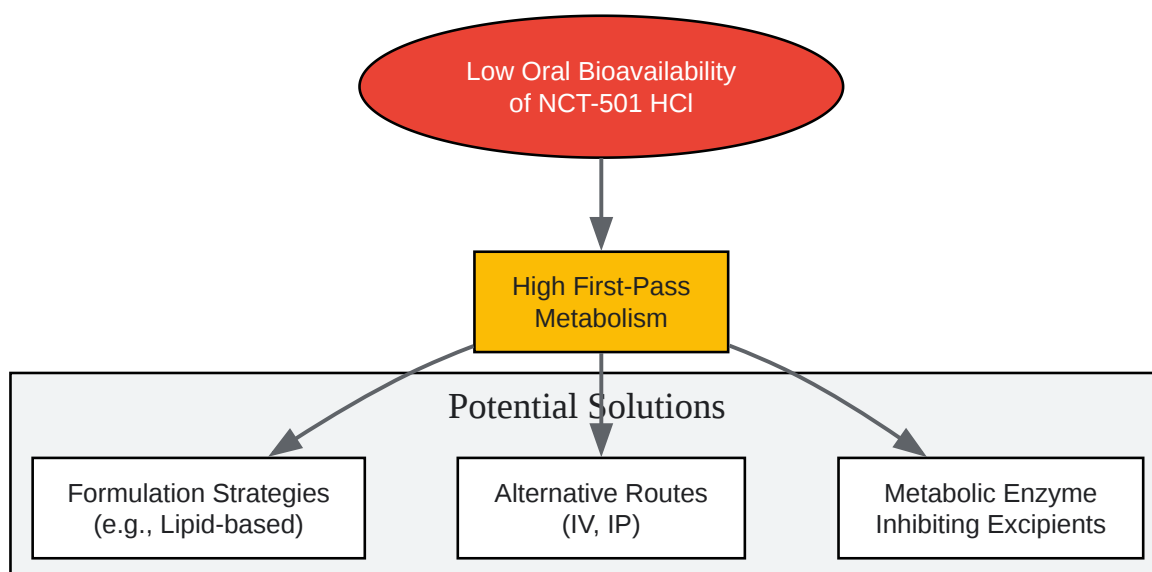 Low Oral Bioavailability
of NCT-501 HCl
High First-Pass
Metabolism
Potential Solutions
Formulation Strategies
(e.g., Lipid-based)
Alternative Routes
(IV, IP)
Metabolic Enzyme
Inhibiting Excipients